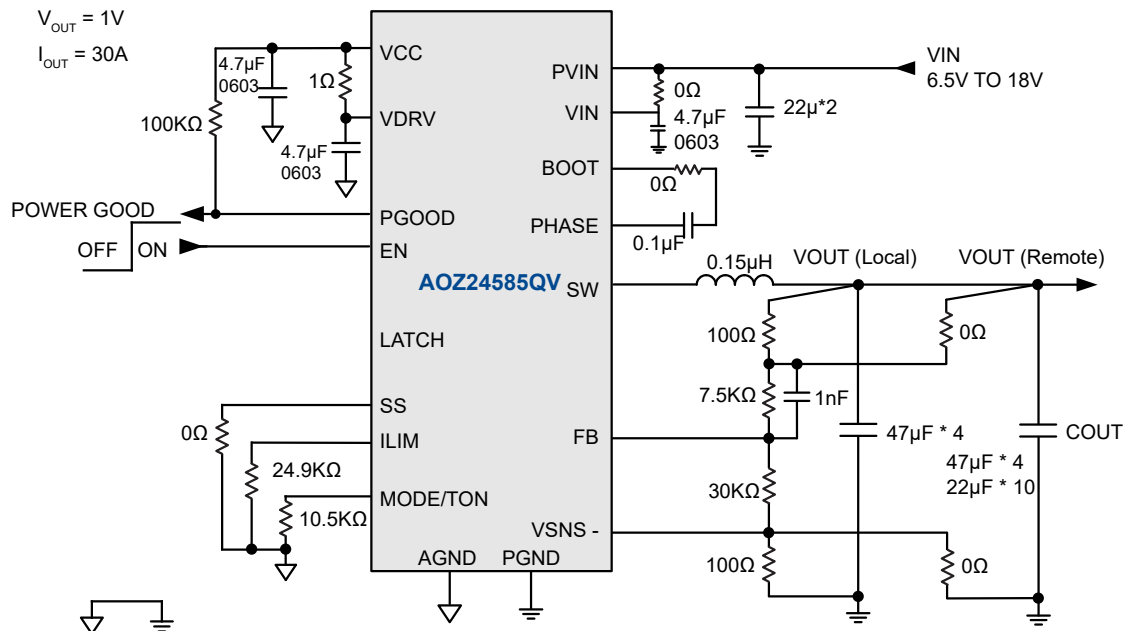 V_OUT = 1V
I_OUT = 30A
4.7µF
0603
1Ω
100KΩ
4.7µF
0603
POWER GOOD
OFF
ON
0Ω
24.9KΩ
10.5KΩ
VCC
VDRV
PGOOD
EN
AOZ24585QV
LATCH
SS
ILIM
MODE/TON
AGND
PGND
PVIN
VIN
BOOT
PHASE
SW
FB
VSNS -
VIN
6.5V TO 18V
0Ω
4.7µF
0603
22µ*2
0Ω
0.1µF
0.15µH
VOUT (Local)
VOUT (Remote)
100Ω
0Ω
7.5KΩ
1nF
47µF * 4
COUT
47µF * 4
22µF * 10
30KΩ
100Ω
0Ω